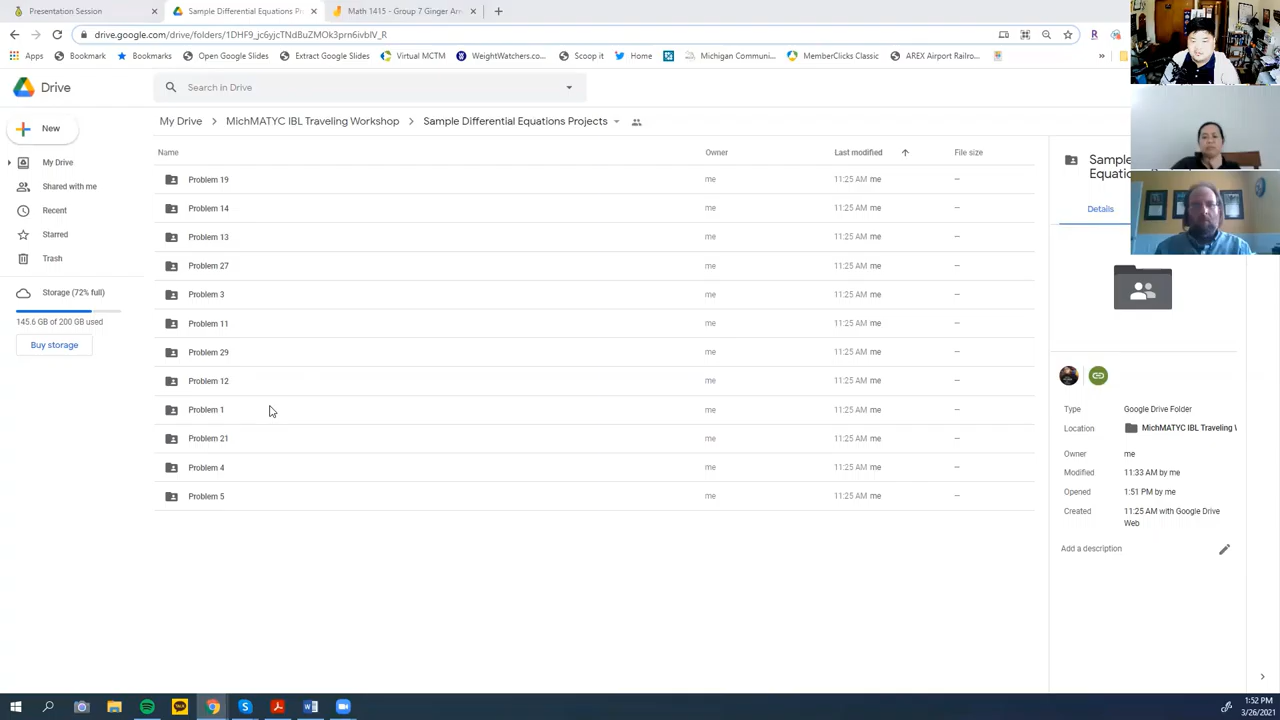 Presentation Session
Sample Differential Equations Pr
Math 1415 - Group 7 Ginger An
drive.google.com/drive/folders/1DHF9_jc6yjcTNdBuZMOk3prn6ivblV_R
Apps
Bookmark
Bookmarks
Open Google Slides
Extract Google Slides
Virtual MCTM
WeightWatchers.com...
Scoop it
Home
Michigan Communi...
MemberClicks Classic
AREX Airport Railro...
»
Drive
Search in Drive
New
My Drive > MichMATYC IBL Traveling Workshop > Sample Differential Equations Projects
My Drive
Shared with me
Recent
Starred
Trash
Storage (72% full)
145.6 GB of 200 GB used
Buy storage
Name Owner Last modified File size
Problem 19 me 11:25 AM me —
Problem 14 me 11:25 AM me —
Problem 13 me 11:25 AM me —
Problem 27 me 11:25 AM me —
Problem 3 me 11:25 AM me —
Problem 11 me 11:25 AM me —
Problem 29 me 11:25 AM me —
Problem 12 me 11:25 AM me —
Problem 1 me 11:25 AM me —
Problem 21 me 11:25 AM me —
Problem 4 me 11:25 AM me —
Problem 5 me 11:25 AM me —
Sample
Equation
Details
Type Google Drive Folder
Location MichMATYC IBL Traveling W
Owner me
Modified 11:33 AM by me
Opened 1:51 PM by me
Created 11:25 AM with Google Drive
Web
Add a description
TALK
1:52 PM
3/26/2021